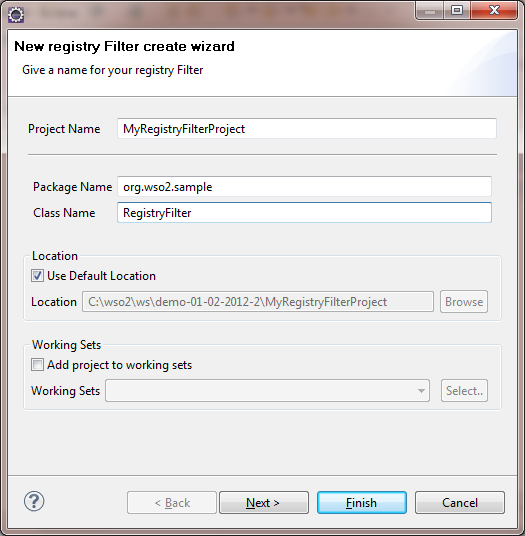 New registry Filter create wizard
Give a name for your registry Filter
Project Name MyRegistryFilterProject
Package Name org.wso2.sample
Class Name RegistryFilter
Location
Use Default Location
Location C:\wso2\ws\demo-01-02-2012-2\MyRegistryFilterProject Browse
Working Sets
Add project to working sets
Working Sets Select..
? < Back Next > Finish Cancel